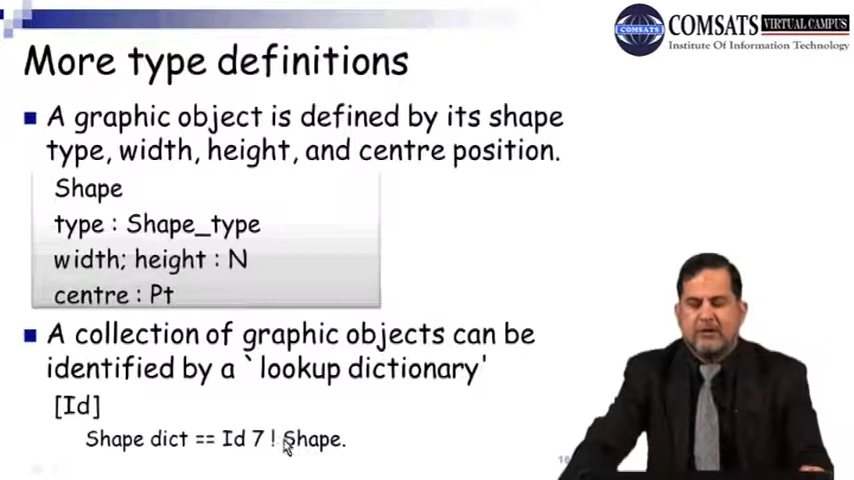 COMSATS VIRTUAL CAMPUS
COMSATS
Institute Of Information Technology
More type definitions
A graphic object is defined by its shape
type, width, height, and centre position.
Shape
type : Shape_type
width; height : N
centre : Pt
A collection of graphic objects can be
identified by a `lookup dictionary'
[Id]
Shape dict == Id 7 ! Shape.